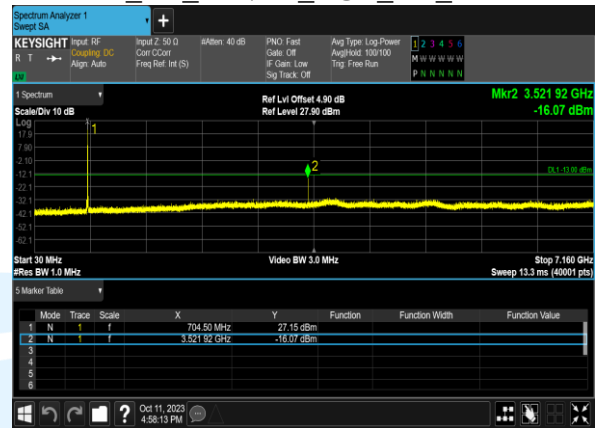 Spectrum Analyzer 1
Swept SA
+
KEYSIGHT Input: RF Input Z: 50 Ω #Atten: 40 dB PNO: Fast Avg Type: Log-Power 1 2 3 4 5 6
R T Coupling: DC Corr CCorr Gate: Off Avg|Hold: 100/100 M W W W W W
Align: Auto Freq Ref: Int (S) IF Gain: Low Trig: Free Run
Sig Track: Off P N N N N N
1 Spectrum
Ref Lvl Offset 4.90 dB Mkr2 3.521 92 GHz
Scale/Div 10 dB Ref Level 27.90 dBm -16.07 dBm
Log
1
17.9
7.90
-2.10
2
-12.1 DL1 -13.00 dBm
-22.1
-32.1
-42.1
-52.1
-62.1
Start 30 MHz Video BW 3.0 MHz Stop 7.160 GHz
#Res BW 1.0 MHz Sweep 13.3 ms (40001 pts)
5 Marker Table
Mode Trace Scale X Y Function Function Width Function Value
1 N 1 f 704.50 MHz 27.15 dBm
2 N 1 f 3.521 92 GHz -16.07 dBm
3
4
5
6
? Oct 11, 2023
4:58:13 PM